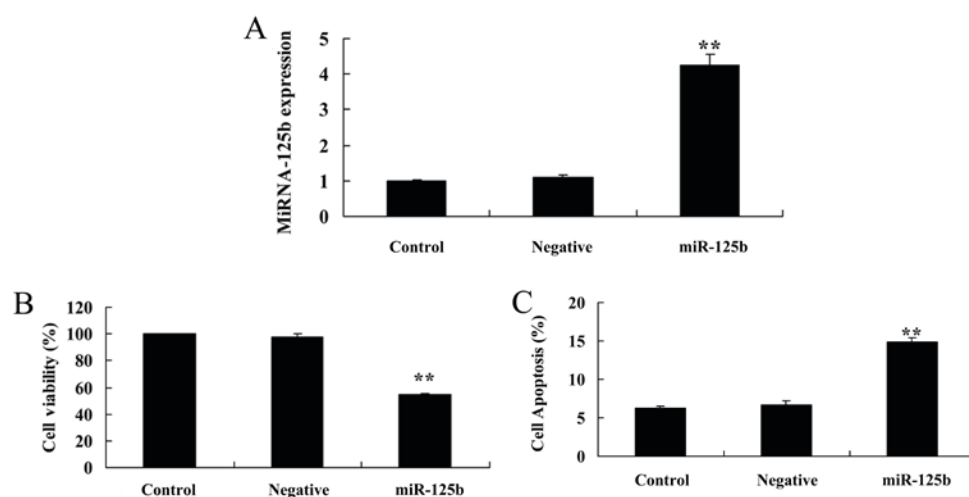 A
MiRNA-125b expression
5
4
3
2
1
0
**
Control Negative miR-125b
B
Cell viability (%)
120
100
80
60
40
20
0
**
Control Negative miR-125b
C
Cell Apoptosis (%)
20
15
10
5
0
**
Control Negative miR-125b